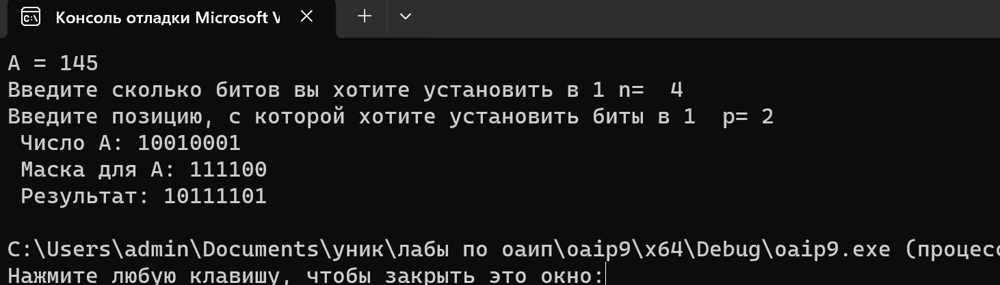 Консоль отладки Microsoft V
A = 145
Введите сколько битов вы хотите установить в 1 n=  4
Введите позицию, с которой хотите установить биты в 1  p= 2
Число A: 10010001
Маска для A: 111100
Результат: 10111101
C:\Users\admin\Documents\уник\лабы по оаип\oaip9\x64\Debug\oaip9.exe (процесс
Нажмите любую клавишу, чтобы закрыть это окно: